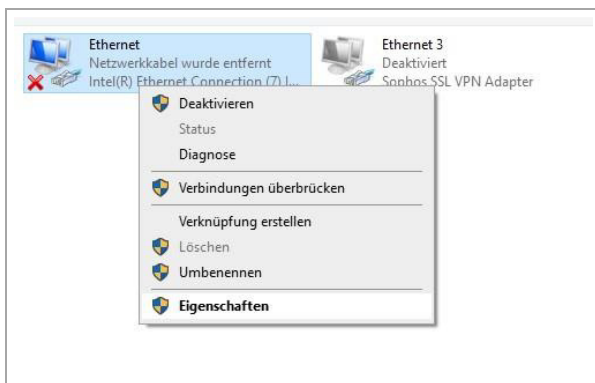 Ethernet
Netzwerkkabel wurde entfernt
Intel(R) Ethernet Connection (7) I...
Ethernet 3
Deaktiviert
Sophos SSL VPN Adapter
Deaktivieren
Status
Diagnose
Verbindungen überbrücken
Verknüpfung erstellen
Löschen
Umbenennen
Eigenschaften